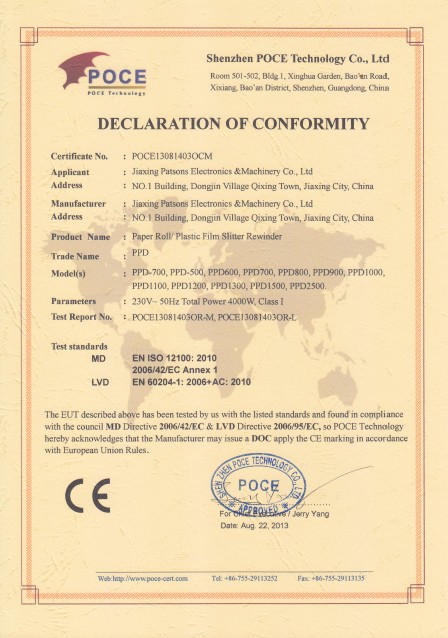 POCE
POCE Technology
Shenzhen POCE Technology Co., Ltd
Room 501-502, Bldg.1, Xinghua Garden, Bao'an Road,
Xixiang, Bao'an District, Shenzhen, Guangdong, China
DECLARATION OF CONFORMITY
Certificate No. : POCE13081403OCM
Applicant : Jiaxing Patsons Electronics &Machinery Co., Ltd
Address : NO.1 Building, Dongjin Village Qixing Town, Jiaxing City, China
Manufacturer : Jiaxing Patsons Electronics &Machinery Co., Ltd
Address : NO.1 Building, Dongjin Village Qixing Town, Jiaxing City, China
Product Name : Paper Roll/ Plastic Film Slitter Rewinder
Trade Name : PPD
Model(s) : PPD-700, PPD-500, PPD600, PPD700, PPD800, PPD900, PPD1000,
PPD1100, PPD1200, PPD1300, PPD1500, PPD2500.
Parameters : 230V~ 50Hz Total Power 4000W, Class I
Test Report No. : POCE13081403OR-M, POCE13081403OR-L
Test standards
MD EN ISO 12100: 2010
2006/42/EC Annex 1
LVD EN 60204-1: 2006+AC: 2010
The EUT described above has been tested by us with the listed standards and found in compliance
with the council MD Directive 2006/42/EC & LVD Directive 2006/95/EC, so POCE Technology
hereby acknowledges that the Manufacturer may issue a DOC apply the CE marking in accordance
with European Union Rules.
CE
SHEN ZHEN POCE TECHNOLOGY CO., LTD.
POCE
APPROVED
For / Jerry Yang
Date: Aug. 22, 2013
Web:http://www.poce-cert.com Tel: +86-755-29113252 Fax: +86-755-29113135